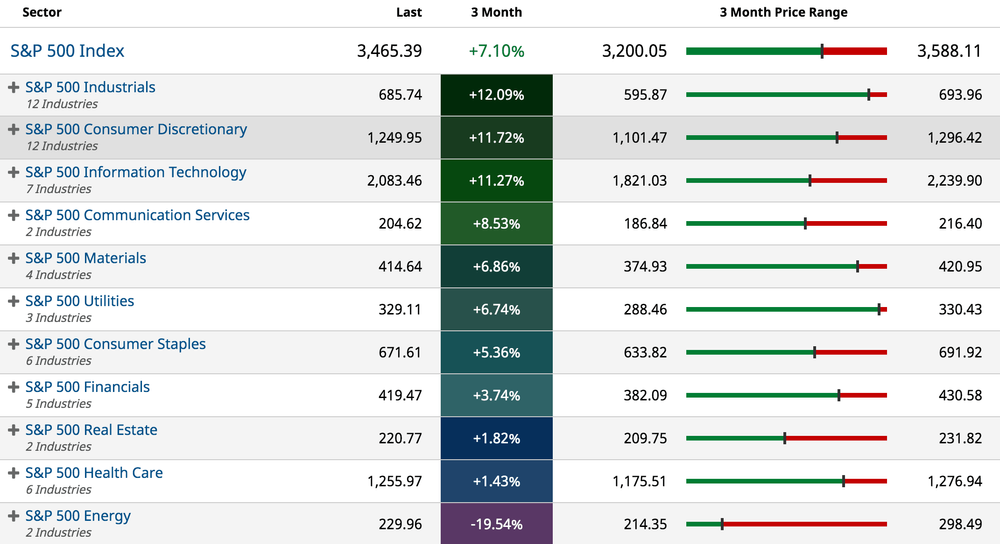 Sector Last 3 Month 3 Month Price Range
S&P 500 Index 3,465.39 +7.10% 3,200.05 3,588.11
S&P 500 Industrials 685.74 +12.09% 595.87 693.96
12 Industries
S&P 500 Consumer Discretionary 1,249.95 +11.72% 1,101.47 1,296.42
12 Industries
S&P 500 Information Technology 2,083.46 +11.27% 1,821.03 2,239.90
7 Industries
S&P 500 Communication Services 204.62 +8.53% 186.84 216.40
2 Industries
S&P 500 Materials 414.64 +6.86% 374.93 420.95
4 Industries
S&P 500 Utilities 329.11 +6.74% 288.46 330.43
3 Industries
S&P 500 Consumer Staples 671.61 +5.36% 633.82 691.92
6 Industries
S&P 500 Financials 419.47 +3.74% 382.09 430.58
5 Industries
S&P 500 Real Estate 220.77 +1.82% 209.75 231.82
2 Industries
S&P 500 Health Care 1,255.97 +1.43% 1,175.51 1,276.94
6 Industries
S&P 500 Energy 229.96 -19.54% 214.35 298.49
2 Industries